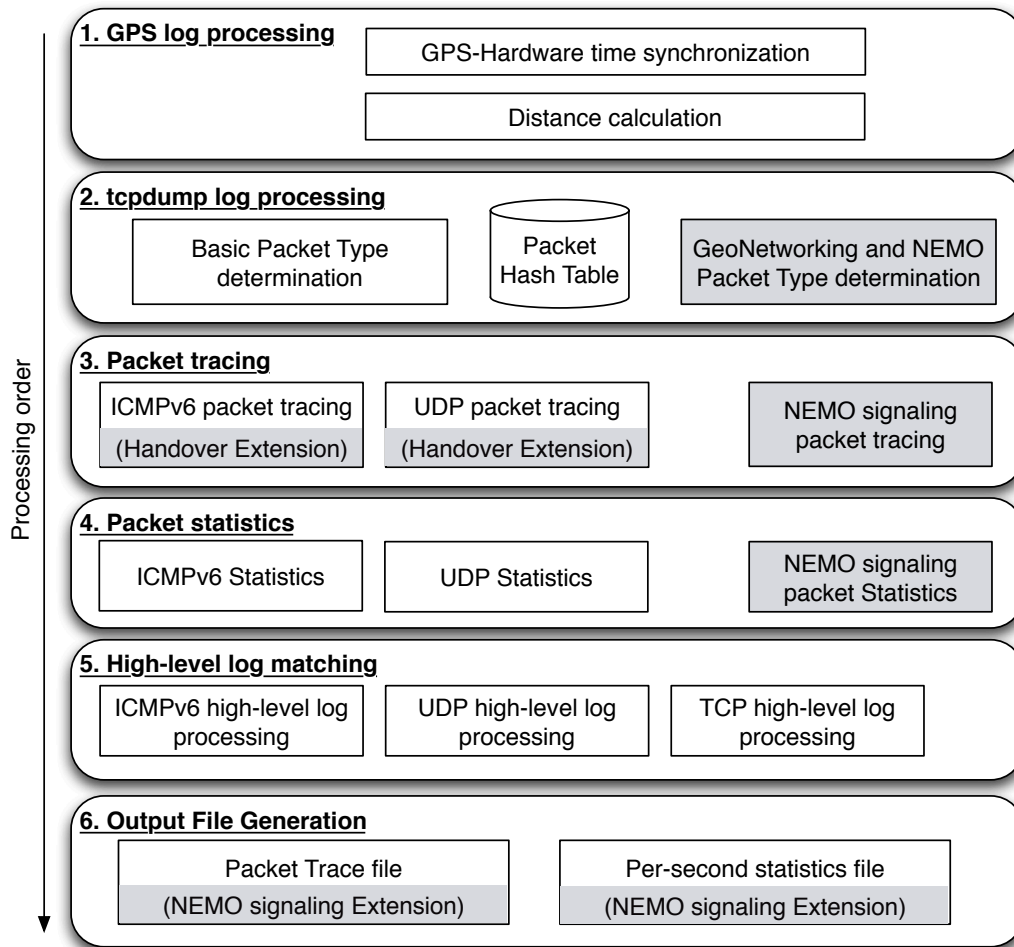 1. GPS log processing
GPS-Hardware time synchronization
Distance calculation
2. tcpdump log processing
Basic Packet Type
determination
Packet
Hash Table
GeoNetworking and NEMO
Packet Type determination
Processing order
3. Packet tracing
ICMPv6 packet tracing
(Handover Extension)
UDP packet tracing
(Handover Extension)
NEMO signaling
packet tracing
4. Packet statistics
ICMPv6 Statistics
UDP Statistics
NEMO signaling
packet Statistics
5. High-level log matching
ICMPv6 high-level log
processing
UDP high-level log
processing
TCP high-level log
processing
6. Output File Generation
Packet Trace file
(NEMO signaling Extension)
Per-second statistics file
(NEMO signaling Extension)